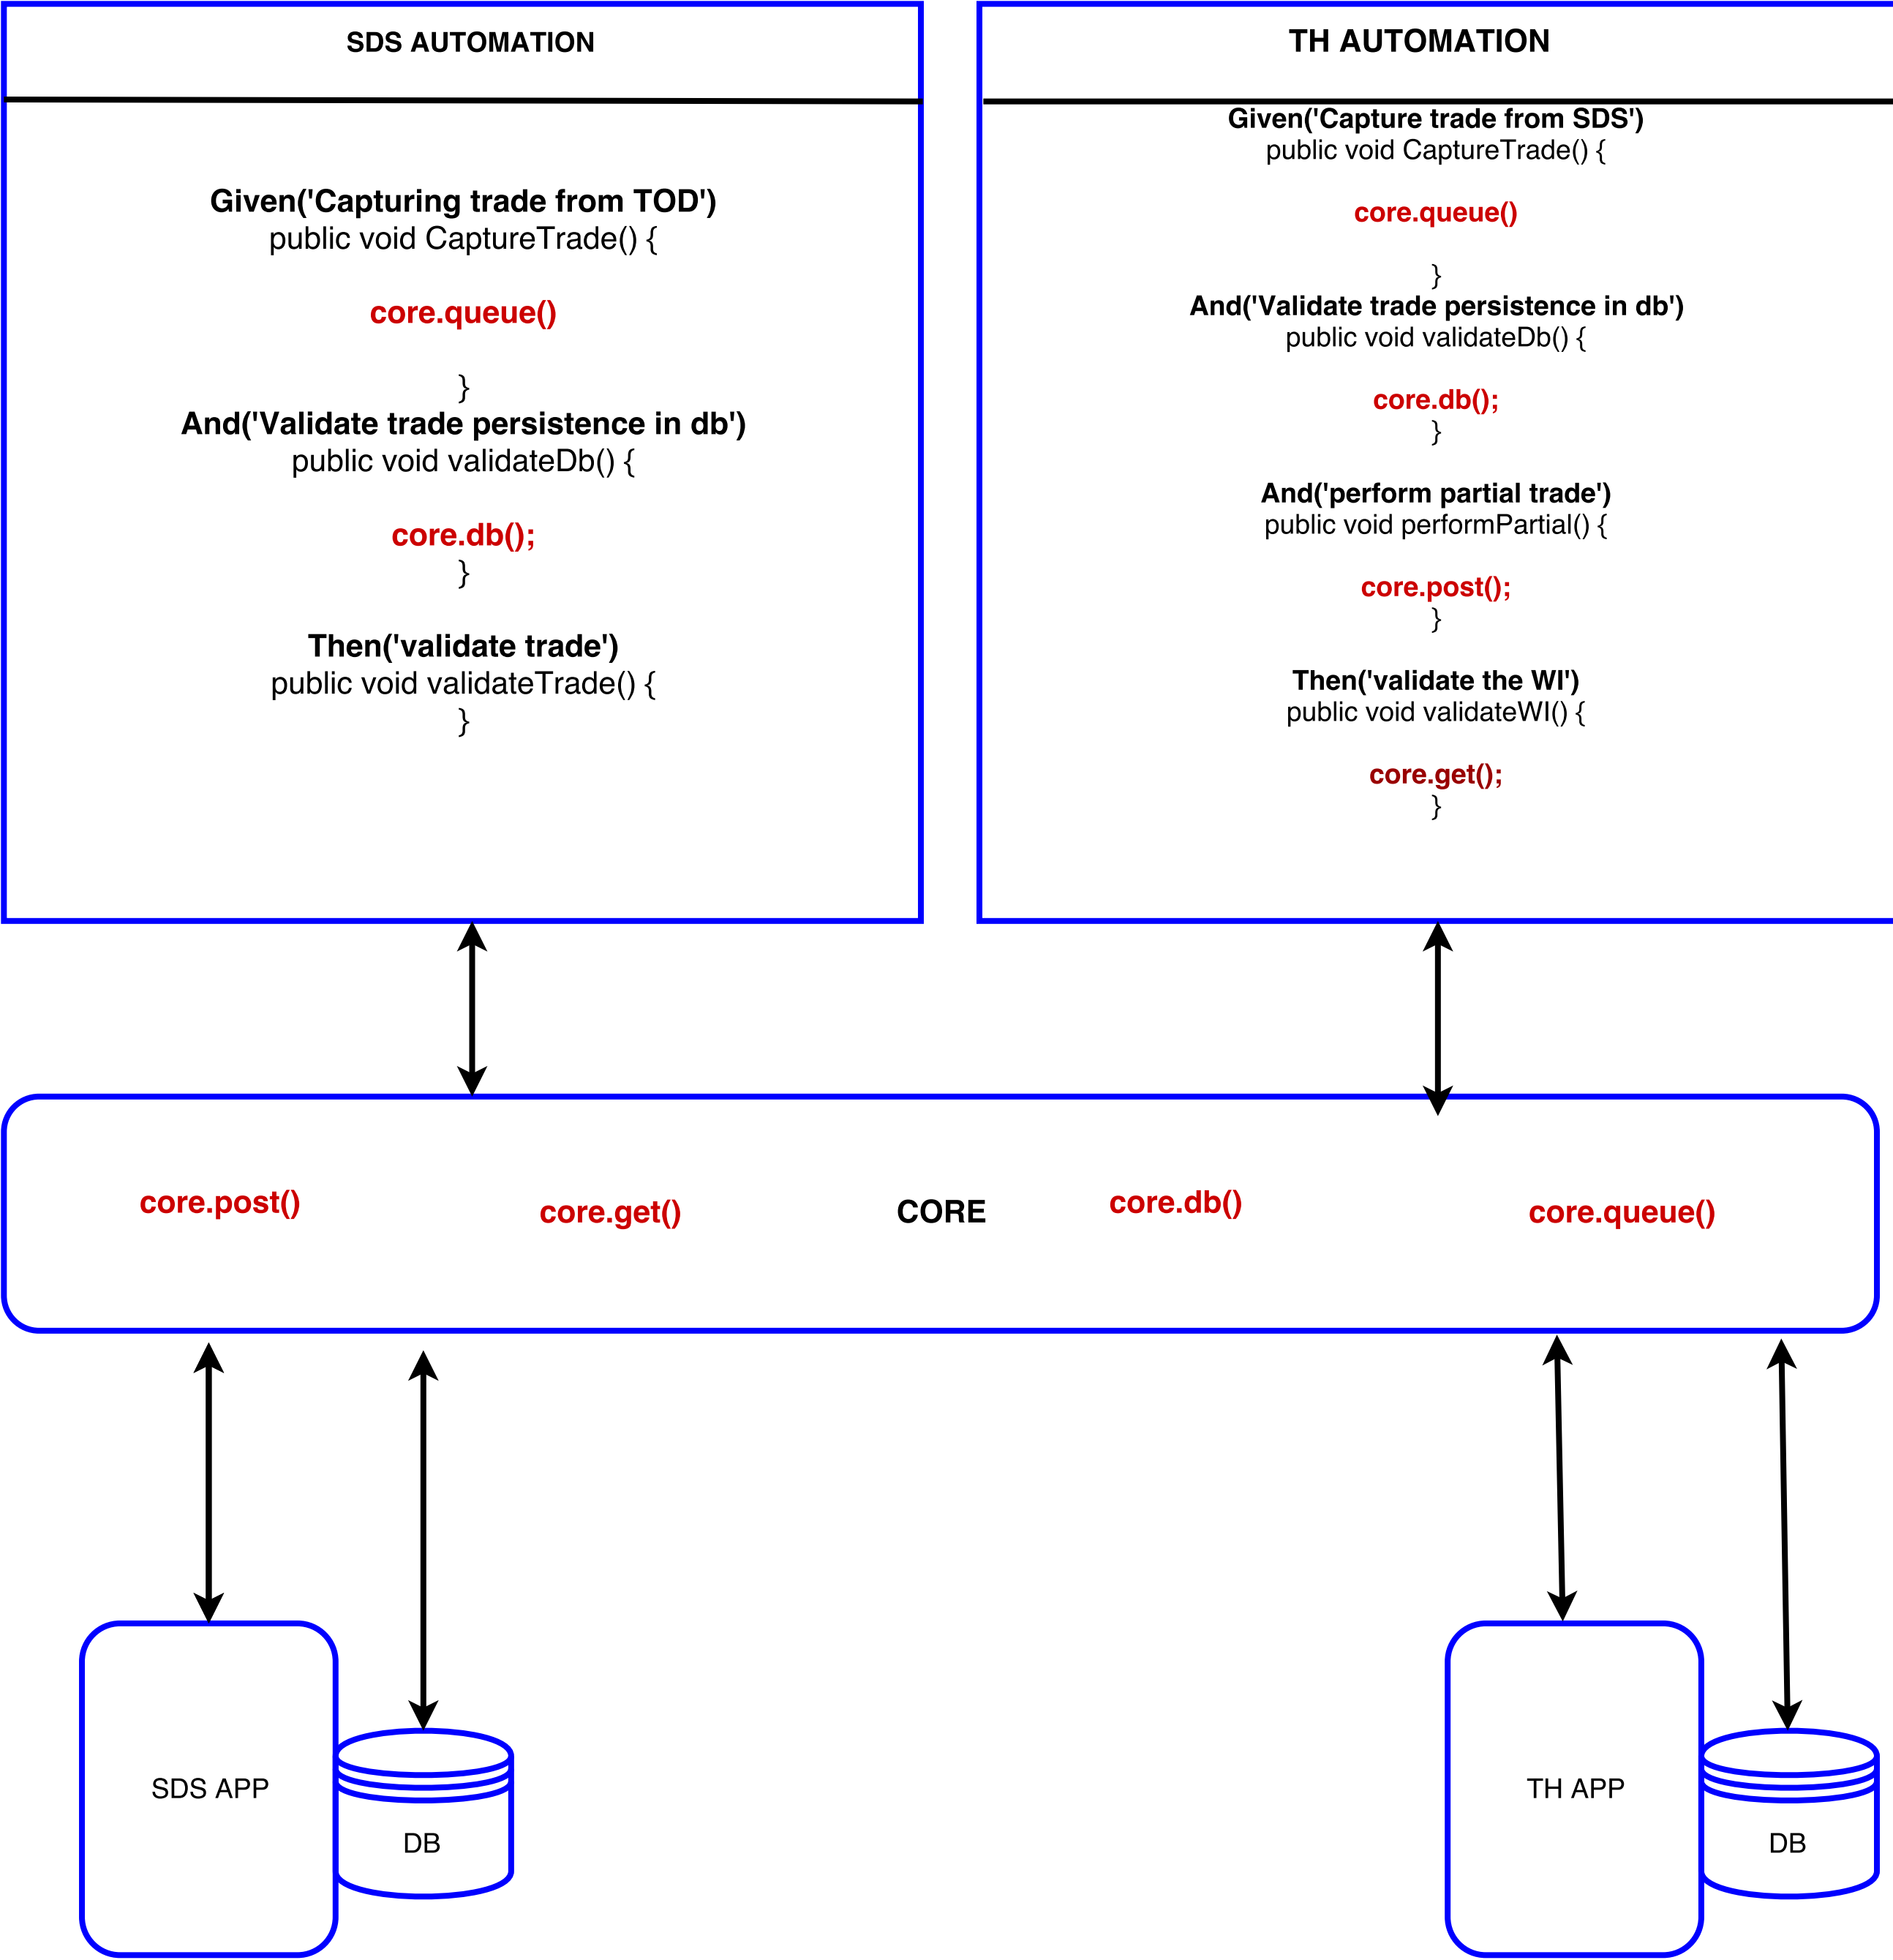 SDS AUTOMATION
Given('Capturing trade from TOD')
public void CaptureTrade() {
core.queue()
}
And('Validate trade persistence in db')
public void validateDb() {
core.db();
}
Then('validate trade')
public void validateTrade() {
}
TH AUTOMATION
Given('Capture trade from SDS')
public void CaptureTrade() {
core.queue()
}
And('Validate trade persistence in db')
public void validateDb() {
core.db();
}
And('perform partial trade')
public void performPartial() {
core.post();
}
Then('validate the WI')
public void validateWI() {
core.get();
}
core.post()
core.get()
CORE
core.db()
core.queue()
SDS APP
DB
TH APP
DB